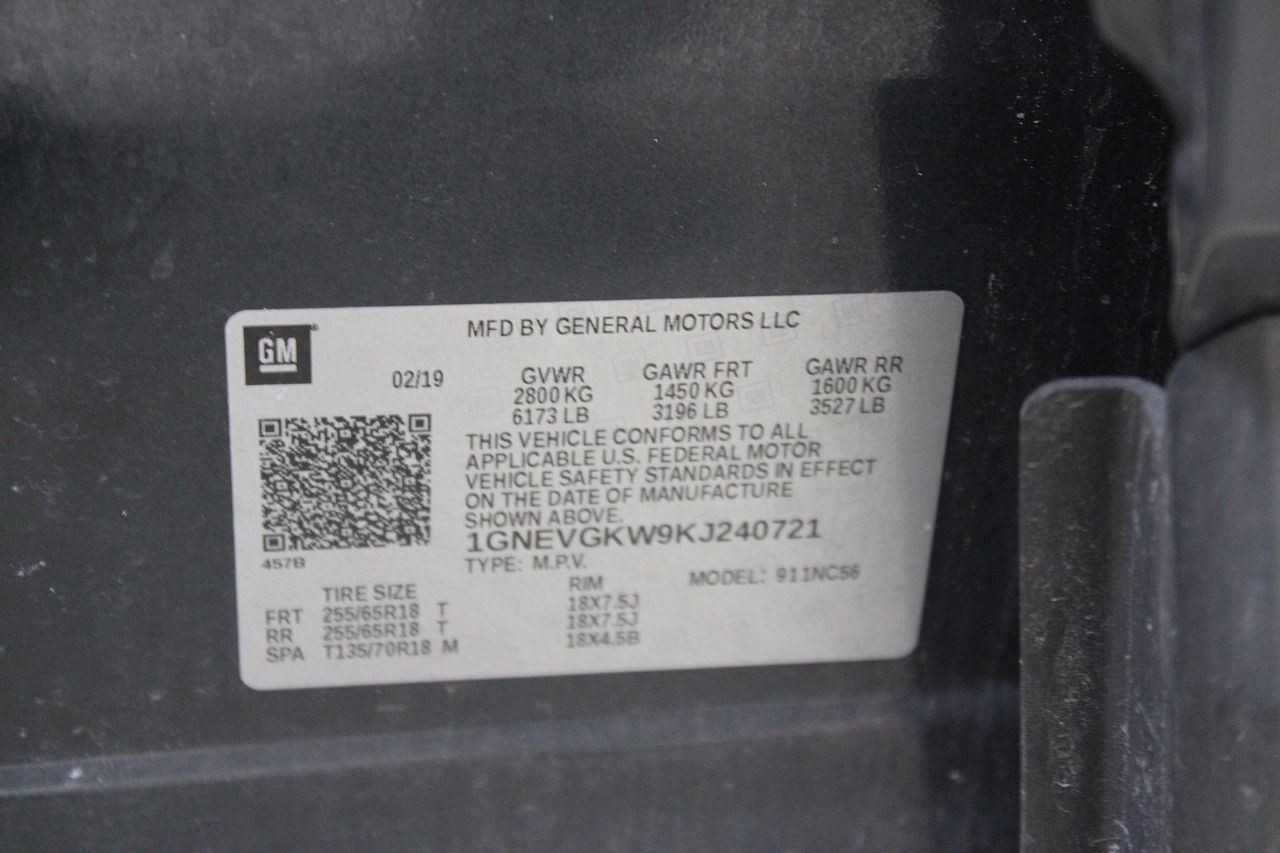 GM
MFD BY GENERAL MOTORS LLC
02/19
GVWR GAWR FRT GAWR RR
2800 KG 1450 KG 1600 KG
6173 LB 3196 LB 3527 LB
THIS VEHICLE CONFORMS TO ALL
APPLICABLE U.S. FEDERAL MOTOR
VEHICLE SAFETY STANDARDS IN EFFECT
ON THE DATE OF MANUFACTURE
SHOWN ABOVE.
1GNEVGKW9KJ240721
457B
TYPE: M.P.V. MODEL: 911NC56
TIRE SIZE RIM
FRT 255/65R18 T 18X7.5J
RR 255/65R18 T 18X7.5J
SPA T135/70R18 M 18X4.5B